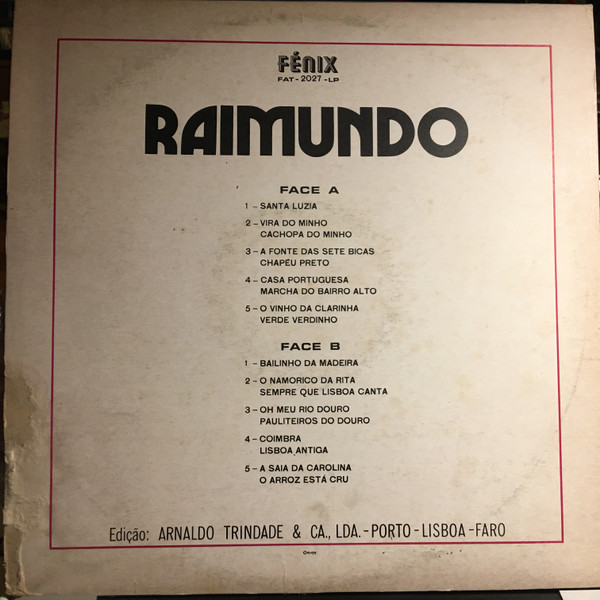 FÉNIX
FAT-2027-LP
RAIMUNDO
FACE A
1 - SANTA LUZIA
2 - VIRA DO MINHO
CACHOPA DO MINHO
3 - A FONTE DAS SETE BICAS
CHAPÉU PRETO
4 - CASA PORTUGUESA
MARCHA DO BAIRRO ALTO
5 - O VINHO DA CLARINHA
VERDE VERDINHO
FACE B
1 - BAILINHO DA MADEIRA
2 - O NAMORICO DA RITA
SEMPRE QUE LISBOA CANTA
3 - OH MEU RIO DOURO
PAULITEIROS DO DOURO
4 - COIMBRA
LISBOA ANTIGA
5 - A SAIA DA CAROLINA
O ARROZ ESTÁ CRU
Edição: ARNALDO TRINDADE & CA., LDA. - PORTO - LISBOA - FARO